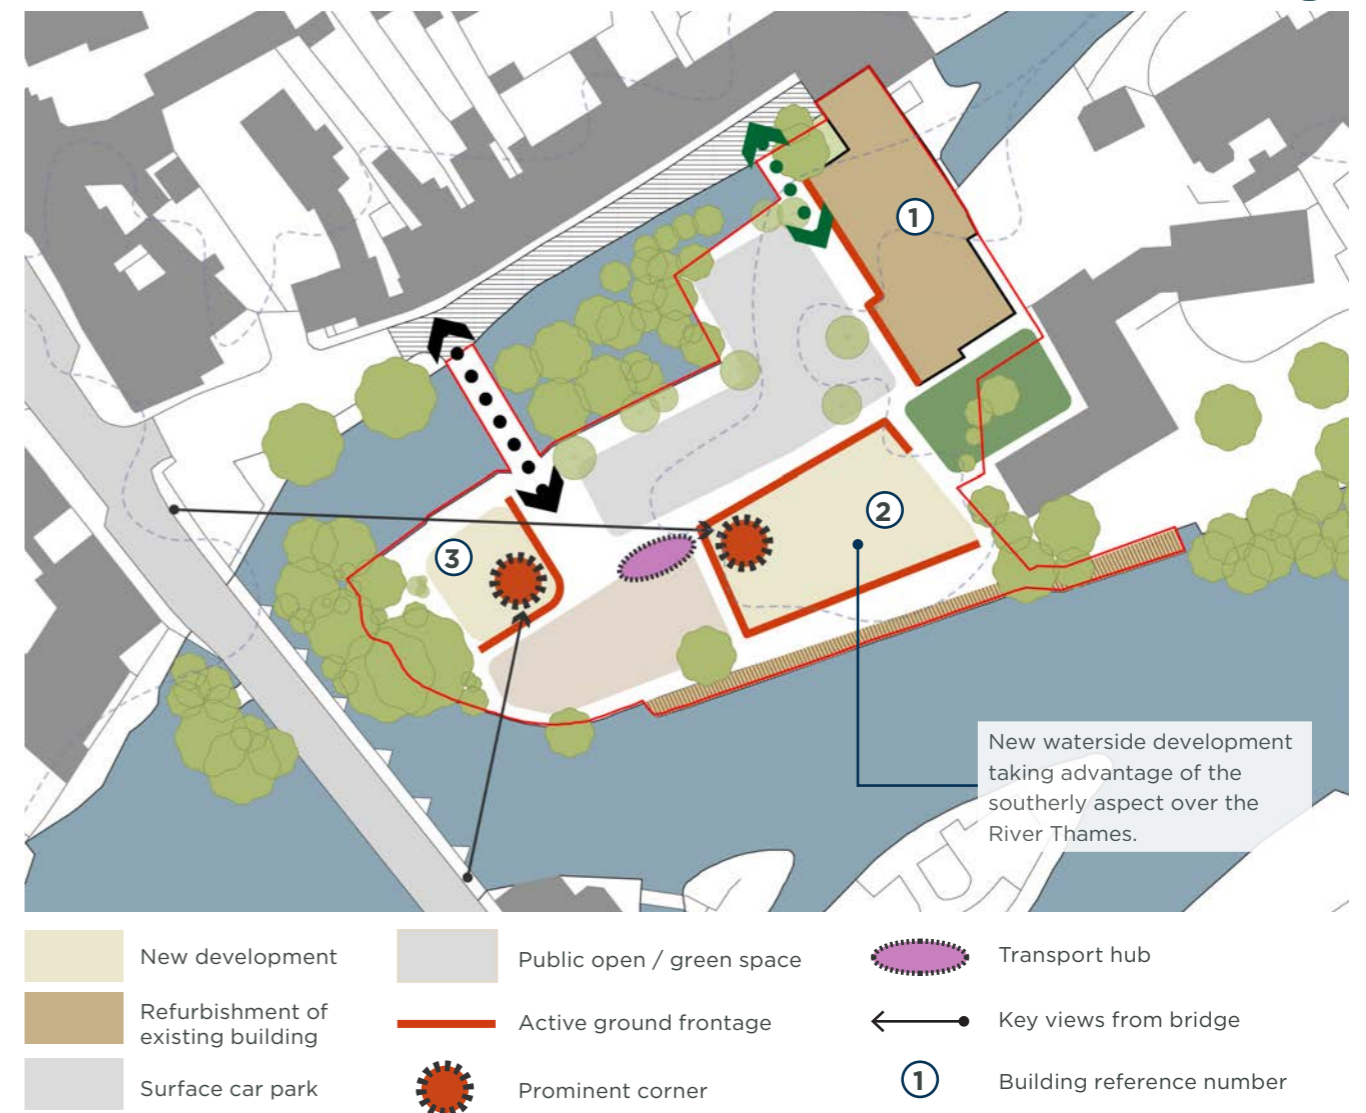 1
2
3
New waterside development
taking advantage of the
southerly aspect over the
River Thames.
New development
Refurbishment of
existing building
Surface car park
Public open / green space
Active ground frontage
Prominent corner
Transport hub
Key views from bridge
1
Building reference number